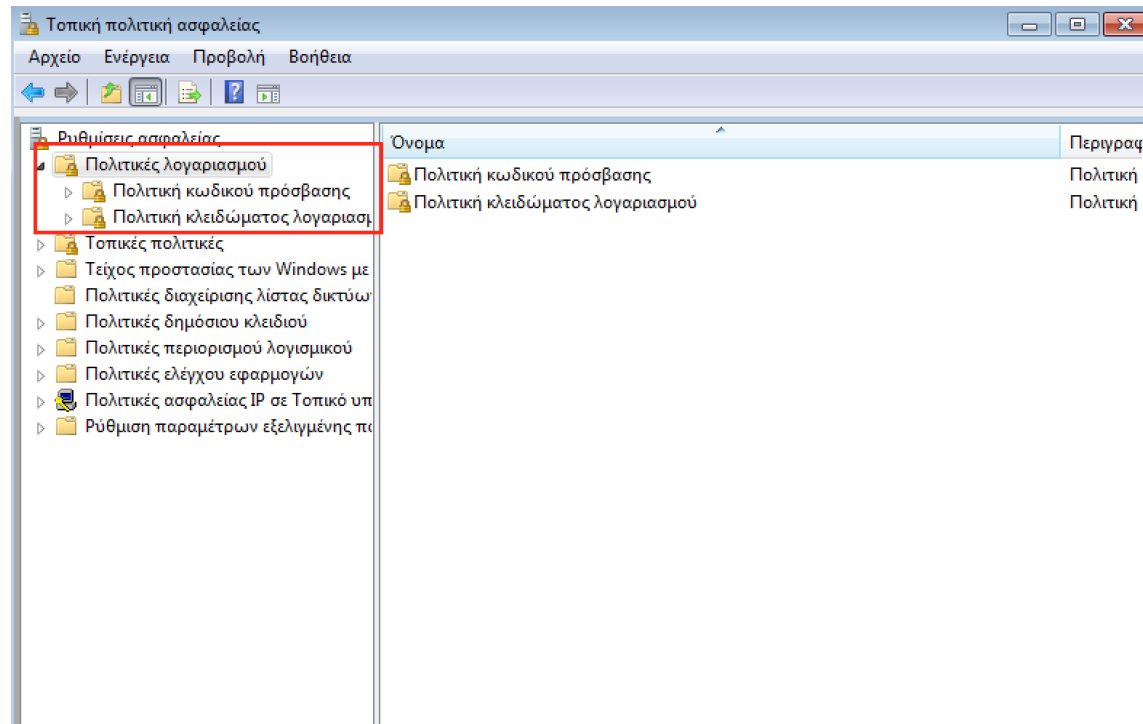 Τοπική πολιτική ασφαλείας
Αρχείο Ενέργεια Προβολή Βοήθεια
Ρυθμίσεις ασφαλείας
Πολιτικές λογαριασμού
Πολιτική κωδικού πρόσβασης
Πολιτική κλειδώματος λογαριασμ
Τοπικές πολιτικές
Τείχος προστασίας των Windows με
Πολιτικές διαχείρισης λίστας δικτύω
Πολιτικές δημόσιου κλειδιού
Πολιτικές περιορισμού λογισμικού
Πολιτικές ελέγχου εφαρμογών
Πολιτικές ασφαλείας IP σε Τοπικό υπ
Ρύθμιση παραμέτρων εξελιγμένης πο
Όνομα Περιγραφ
Πολιτική κωδικού πρόσβασης Πολιτική
Πολιτική κλειδώματος λογαριασμού Πολιτική